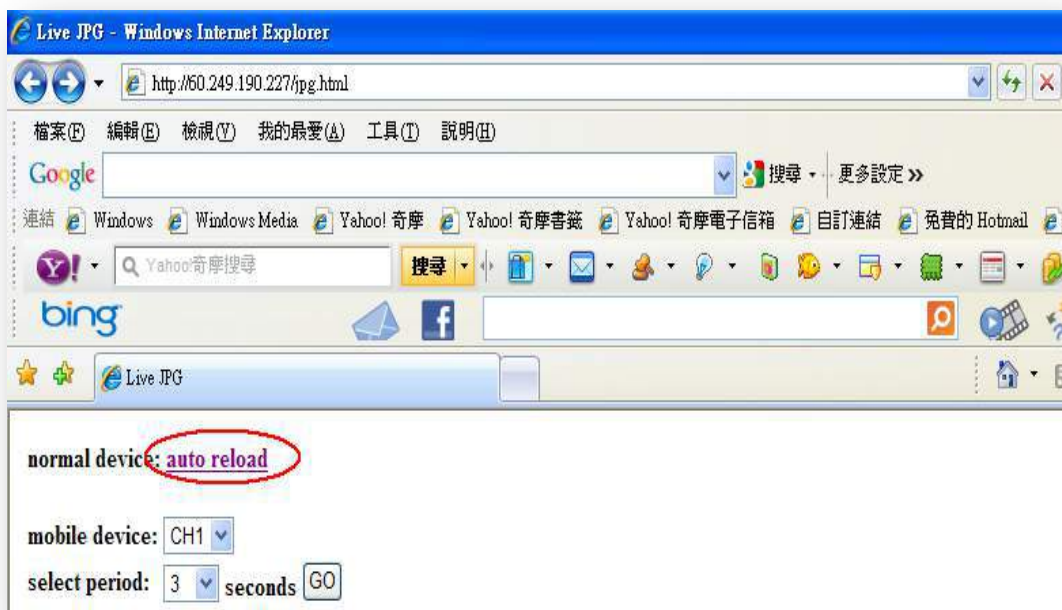 Live JPG - Windows Internet Explorer
http://60.249.190.227/jpg.html
檔案(F) 編輯(E) 檢視(V) 我的最愛(A) 工具(T) 說明(H)
Google 搜尋 更多設定 »
連結 Windows Windows Media Yahoo! 奇摩 Yahoo! 奇摩書籤 Yahoo! 奇摩電子信箱 自訂連結 免費的 Hotmail
Y! Yahoo!奇摩搜尋 搜尋
bing f
Live JPG
normal device: auto reload
mobile device: CH1
select period: 3 seconds GO